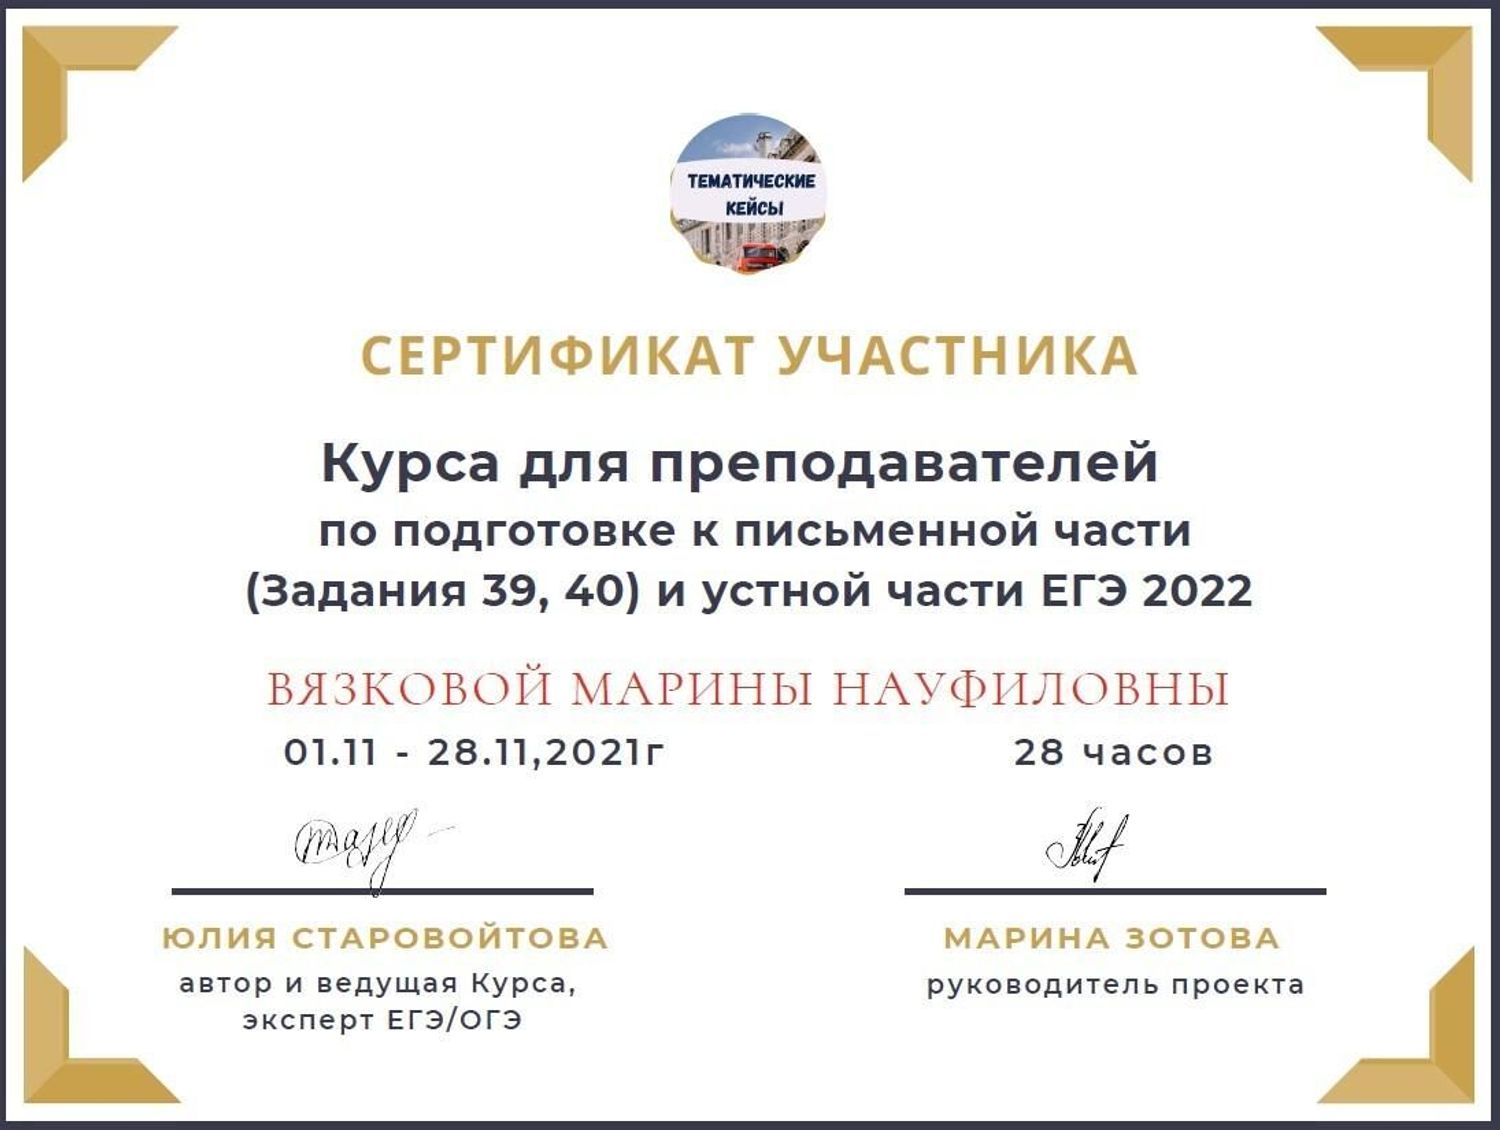 ТЕМАТИЧЕСКИЕ
КЕЙСЫ
СЕРТИФИКАТ УЧАСТНИКА
Курса для преподавателей
по подготовке к письменной части
(Задания 39, 40) и устной части ЕГЭ 2022
ВЯЗКОВОЙ МАРИНЫ НАУФИЛОВНЫ
01.11 - 28.11,2021г 28 часов
ЮЛИЯ СТАРОВОЙТОВА
автор и ведущая Курса,
эксперт ЕГЭ/ОГЭ
МАРИНА ЗОТОВА
руководитель проекта